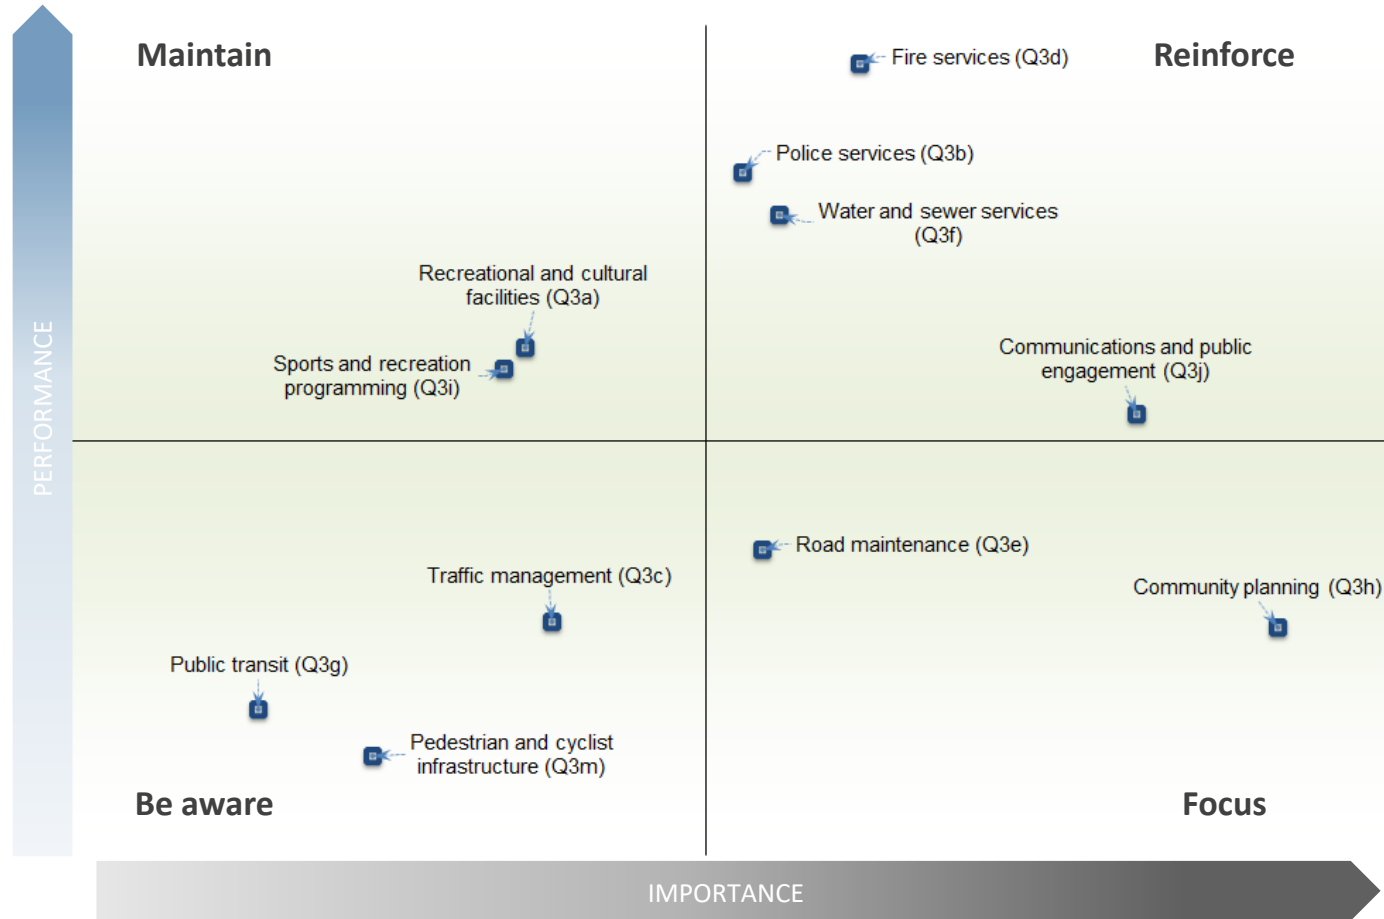 Maintain
Reinforce
Fire services (Q3d)
Police services (Q3b)
Water and sewer services
(Q3f)
Recreational and cultural
facilities (Q3a)
Sports and recreation
programming (Q3i)
Communications and public
engagement (Q3j)
PERFORMANCE
Road maintenance (Q3e)
Traffic management (Q3c)
Community planning (Q3h)
Public transit (Q3g)
Pedestrian and cyclist
infrastructure (Q3m)
Be aware
Focus
IMPORTANCE